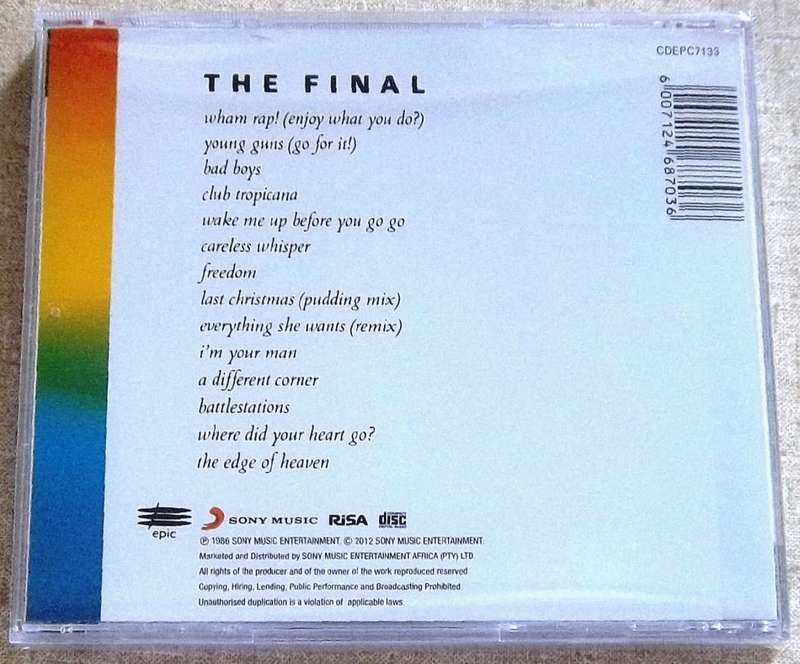 CDEPC7133
6 007124 687036
THE FINAL
wham rap! (enjoy what you do?)
young guns (go for it!)
bad boys
club tropicana
wake me up before you go go
careless whisper
freedom
last christmas (pudding mix)
everything she wants (remix)
i'm your man
a different corner
battlestations
where did your heart go?
the edge of heaven
epic
SONY MUSIC RiSA COMPACT disc DIGITAL AUDIO
℗ 1986 SONY MUSIC ENTERTAINMENT. © 2012 SONY MUSIC ENTERTAINMENT.
Marketed and Distributed by SONY MUSIC ENTERTAINMENT AFRICA (PTY) LTD.
All rights of the producer and of the owner of the work reproduced reserved.
Copying, Hiring, Lending, Public Performance and Broadcasting Prohibited.
Unauthorised duplication is a violation of applicable laws.